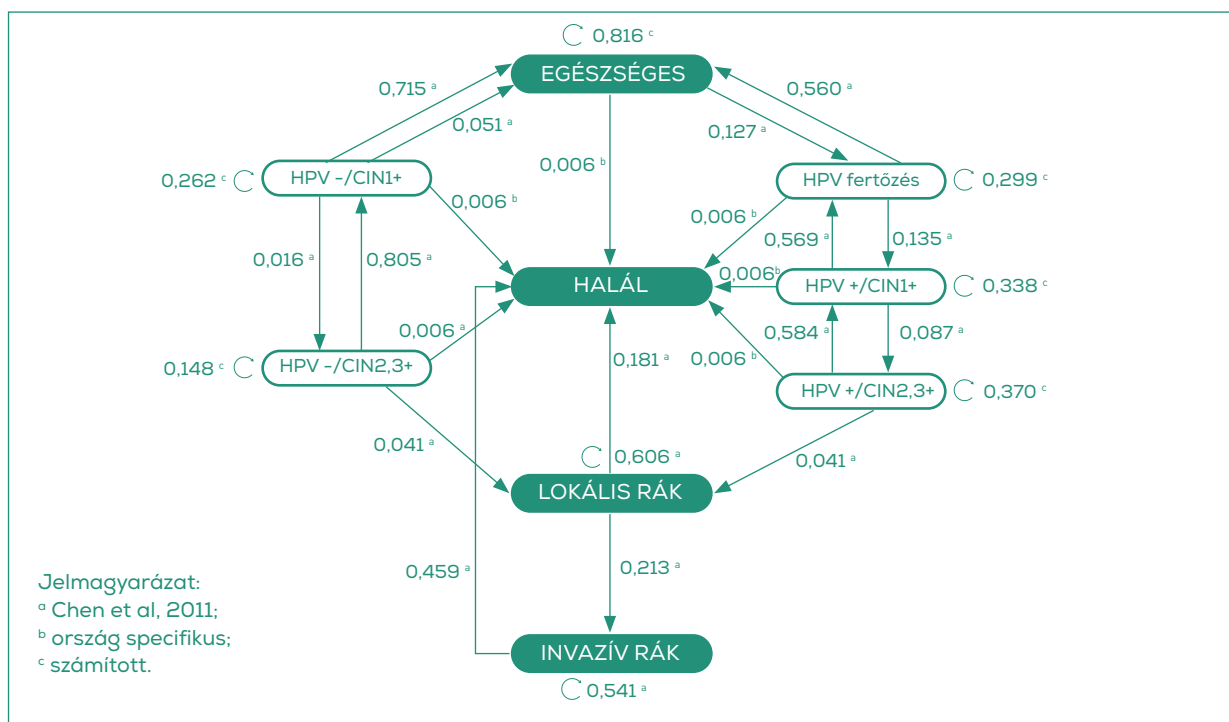 0,816 c
EGÉSZSÉGES
0,715 a
0,560 a
0,051 a
0,127 a
0,006 b
HPV -/CIN1+
0,262 c
HPV fertőzés
0,299 c
0,006 b
0,006 b
0,569 a
0,135 a
0,016 a
0,805 a
HALÁL
0,006 b
HPV +/CIN1+
0,338 c
0,006 a
0,584 a
0,087 a
0,181 a
0,006 b
HPV -/CIN2,3+
0,148 c
HPV +/CIN2,3+
0,370 c
0,041 a
0,606 a
0,041 a
LOKÁLIS RÁK
0,459 a
0,213 a
Jelmagyarázat:
a Chen et al, 2011;
b ország specifikus;
c számított.
INVAZÍV RÁK
0,541 a